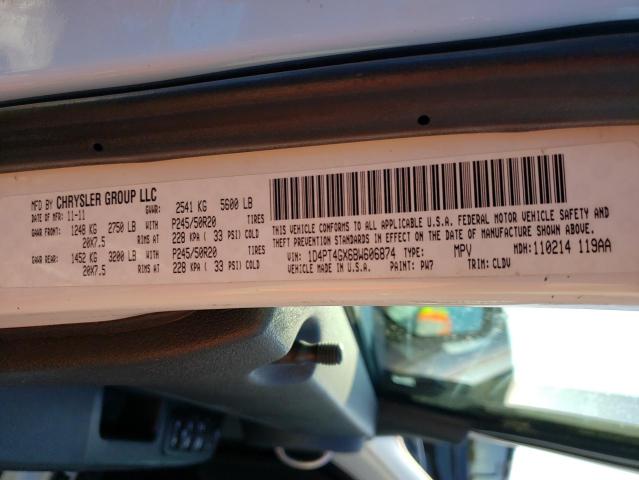 MFD BY CHRYSLER GROUP LLC
DATE OF MFR: 11-11 GVWR: 2541 KG 5600 LB
GAWR FRONT: 1248 KG 2750 LB WITH P245/50R20 TIRES
20X7.5 RIMS AT 228 KPA ( 33 PSI) COLD
GAWR REAR: 1452 KG 3200 LB WITH P245/50R20 TIRES
20X7.5 RIMS AT 228 KPA ( 33 PSI) COLD
THIS VEHICLE CONFORMS TO ALL APPLICABLE U.S.A. FEDERAL MOTOR VEHICLE SAFETY AND
THEFT PREVENTION STANDARDS IN EFFECT ON THE DATE OF MANUFACTURE SHOWN ABOVE.
VIN: 1D4PT4GX6BW606874 TYPE: MPV MDH: 110214 119AA
VEHICLE MADE IN U.S.A. PAINT: PW7 TRIM: CLDV